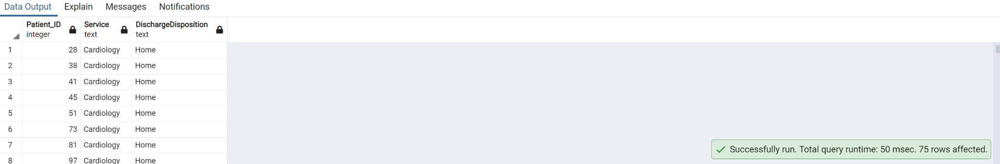 Data Output Explain Messages Notifications
Patient_ID Service DischargeDisposition
integer text text
1 28 Cardiology Home
2 38 Cardiology Home
3 41 Cardiology Home
4 45 Cardiology Home
5 51 Cardiology Home
6 73 Cardiology Home
7 81 Cardiology Home
Successfully run. Total query runtime: 50 msec. 75 rows affected.
8 97 Cardiology Home